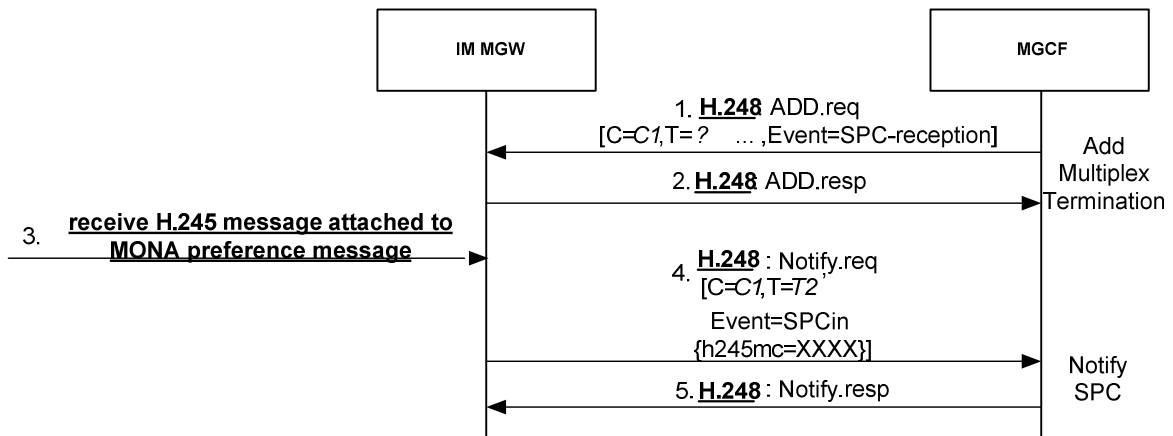 IM MGW
MGCF
1. H.248: ADD.req
[C=C1,T= ? ... ,Event=SPC-reception]
Add
Multiplex
Termination
2. H.248: ADD.resp
3. receive H.245 message attached to
MONA preference message
4. H.248 : Notify.req
[C=C1,T=T2 ,
Event=SPCin
{h245mc=XXXX}]
Notify
SPC
5. H.248 : Notify.resp